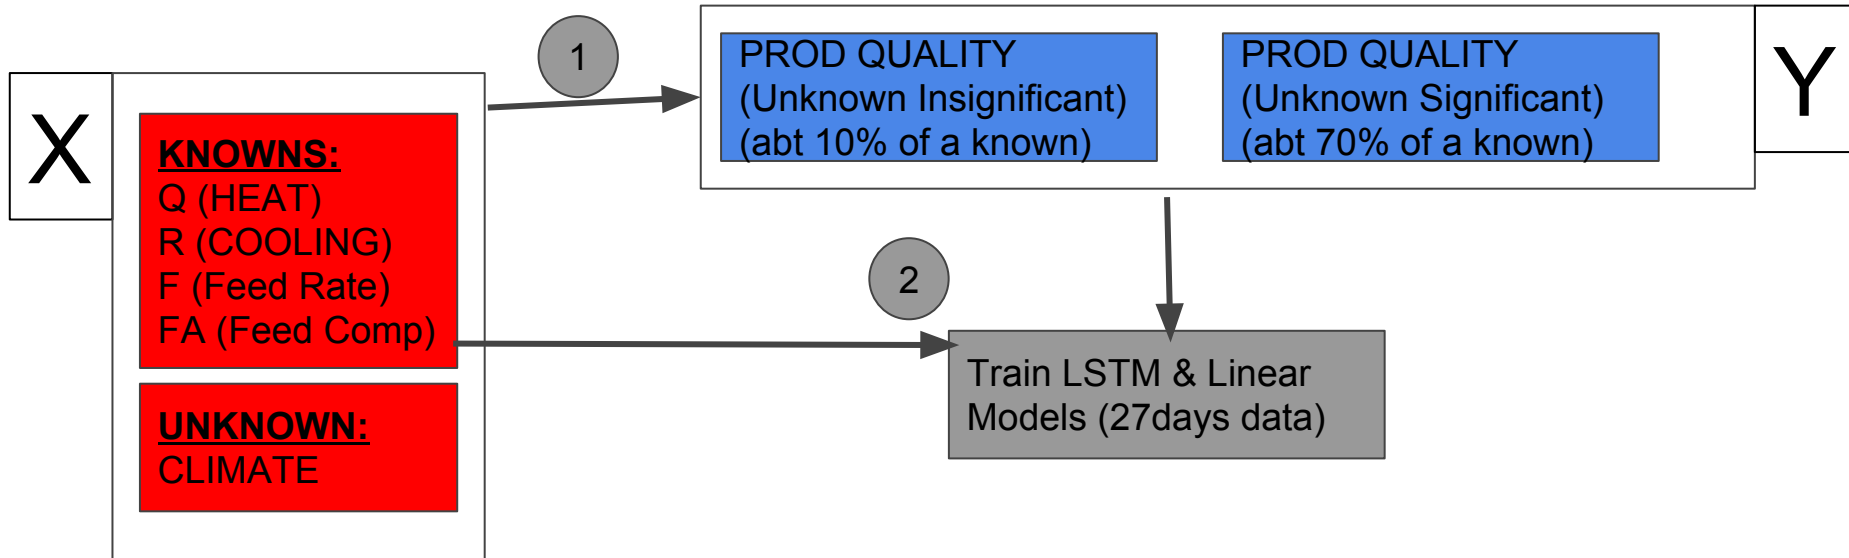 X
KNOWNS:
Q (HEAT)
R (COOLING)
F (Feed Rate)
FA (Feed Comp)
UNKNOWN:
CLIMATE
1
PROD QUALITY
(Unknown Insignificant)
(abt 10% of a known)
PROD QUALITY
(Unknown Significant)
(abt 70% of a known)
Y
2
Train LSTM & Linear
Models (27days data)